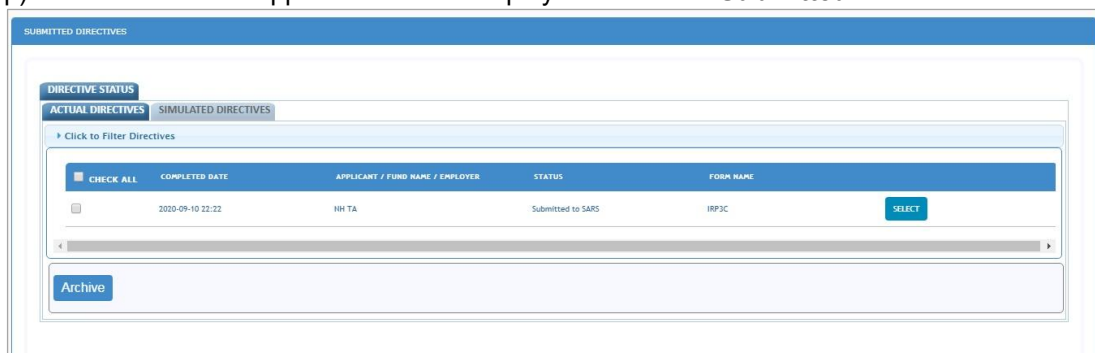 SUBMITTED DIRECTIVES
DIRECTIVE STATUS
ACTUAL DIRECTIVES SIMULATED DIRECTIVES
Click to Filter Directives
CHECK ALL COMPLETED DATE APPLICANT / FUND NAME / EMPLOYER STATUS FORM NAME
2020-09-10 22:22 NH TA Submitted to SARS IRP3C SELECT
Archive